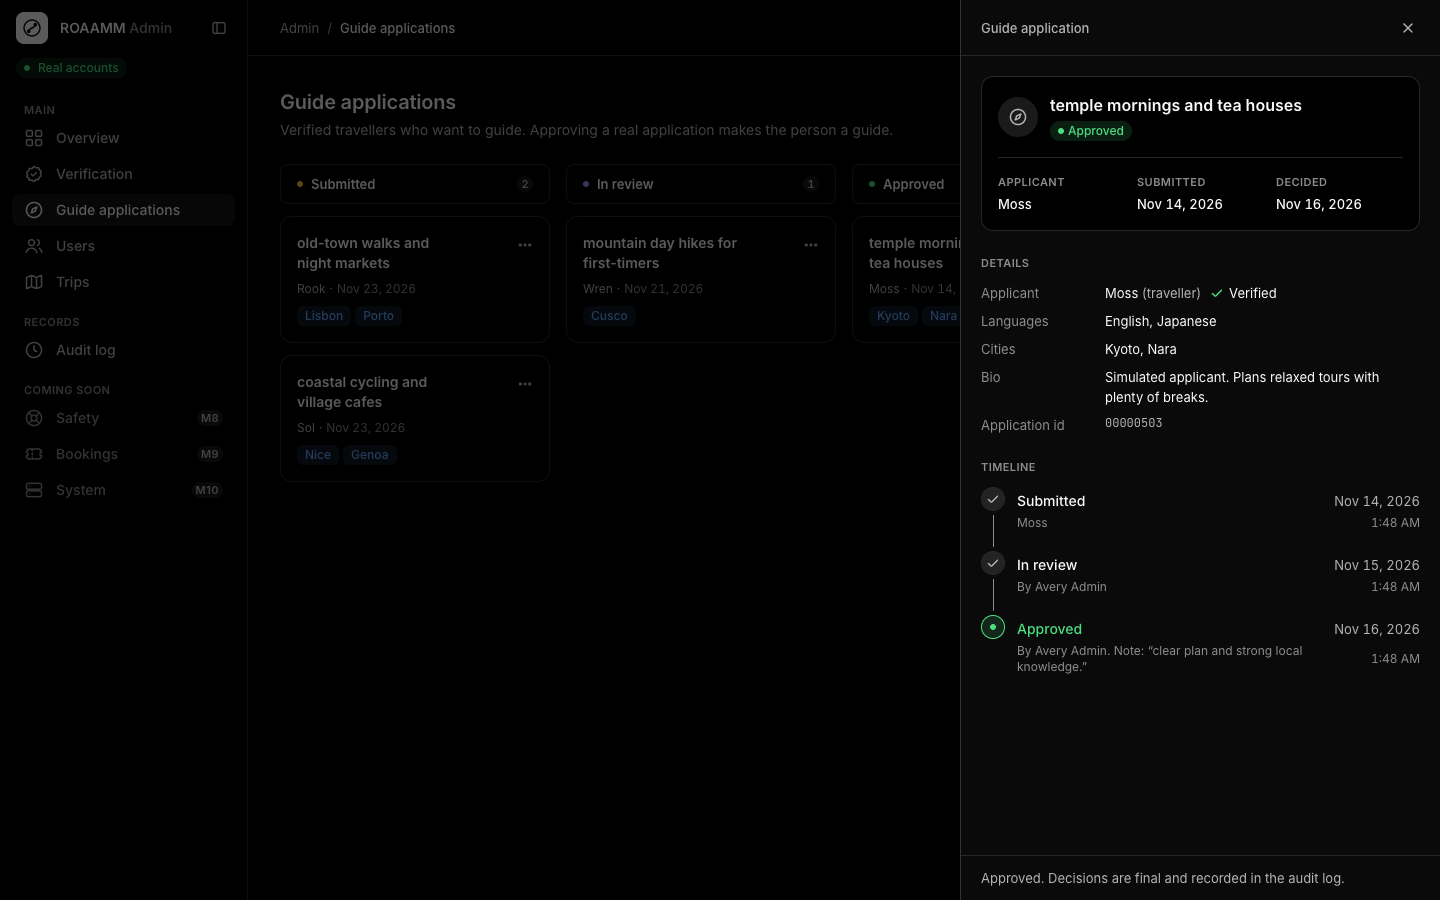 ROAAMM Admin
Real accounts
MAIN
Overview
Verification
Guide applications
Users
Trips
RECORDS
Audit log
COMING SOON
Safety M8
Bookings M9
System M10
Admin / Guide applications
Guide applications
Verified travellers who want to guide. Approving a real application makes the person a guide.
Submitted 2
old-town walks and
night markets
Rook · Nov 23, 2026
Lisbon Porto
coastal cycling and
village cafes
Sol · Nov 23, 2026
Nice Genoa
In review 1
mountain day hikes for
first-timers
Wren · Nov 21, 2026
Cusco
Approved
temple
tea houses
Moss · Nov 14,
Kyoto Nara
Guide application
temple mornings and tea houses
Approved
APPLICANT SUBMITTED DECIDED
Moss Nov 14, 2026 Nov 16, 2026
DETAILS
Applicant Moss (traveller) Verified
Languages English, Japanese
Cities Kyoto, Nara
Bio Simulated applicant. Plans relaxed tours with
plenty of breaks.
Application id 00000503
TIMELINE
Submitted Nov 14, 2026
Moss 1:48 AM
In review Nov 15, 2026
By Avery Admin 1:48 AM
Approved Nov 16, 2026
By Avery Admin. Note: “clear plan and strong local
knowledge.” 1:48 AM
Approved. Decisions are final and recorded in the audit log.